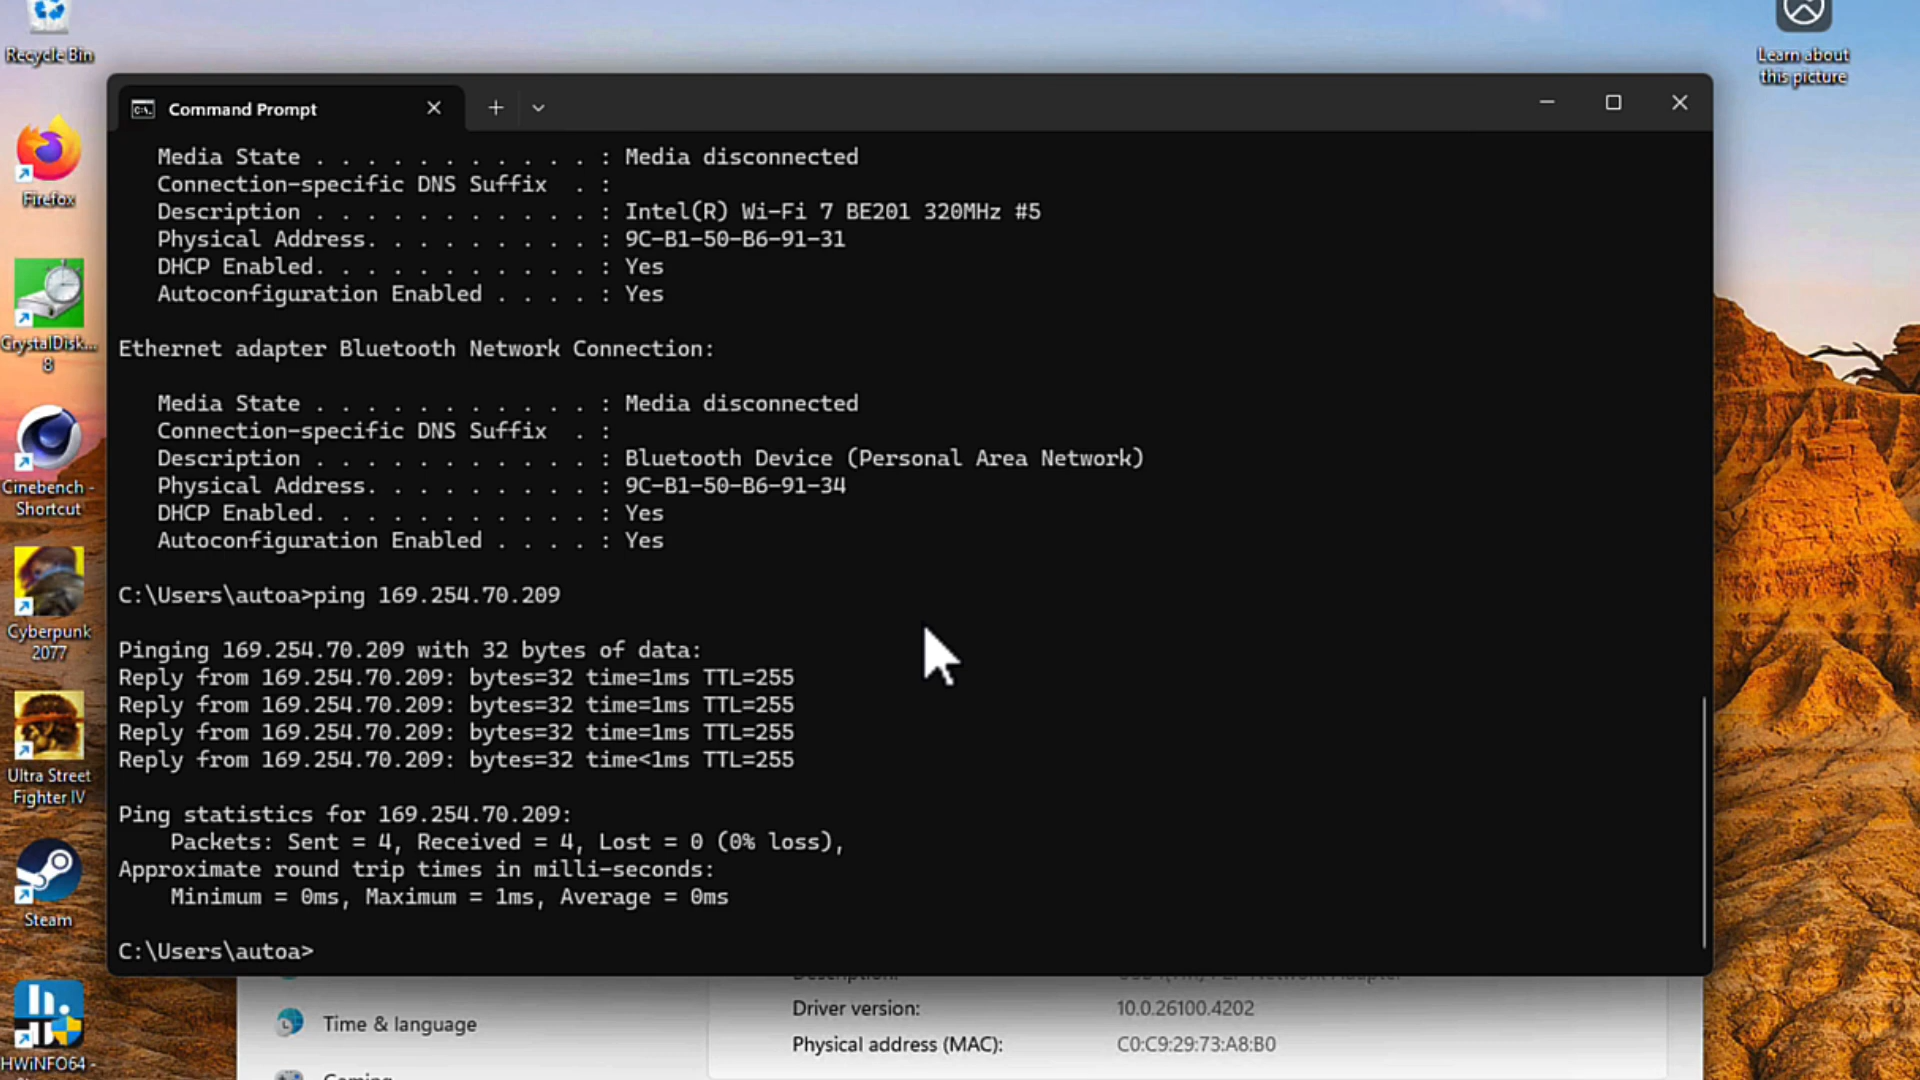 Recycle Bin
Learn about
this picture
Command Prompt
Media State . . . . . . . . . . . : Media disconnected
Connection-specific DNS Suffix  . :
Description . . . . . . . . . . . : Intel(R) Wi-Fi 7 BE201 320MHz #5
Physical Address. . . . . . . . . : 9C-B1-50-B6-91-31
DHCP Enabled. . . . . . . . . . . : Yes
Autoconfiguration Enabled . . . . : Yes
Ethernet adapter Bluetooth Network Connection:
Media State . . . . . . . . . . . : Media disconnected
Connection-specific DNS Suffix  . :
Description . . . . . . . . . . . : Bluetooth Device (Personal Area Network)
Physical Address. . . . . . . . . : 9C-B1-50-B6-91-34
DHCP Enabled. . . . . . . . . . . : Yes
Autoconfiguration Enabled . . . . : Yes
C:\Users\autoa>ping 169.254.70.209
Pinging 169.254.70.209 with 32 bytes of data:
Reply from 169.254.70.209: bytes=32 time=1ms TTL=255
Reply from 169.254.70.209: bytes=32 time=1ms TTL=255
Reply from 169.254.70.209: bytes=32 time=1ms TTL=255
Reply from 169.254.70.209: bytes=32 time<1ms TTL=255
Ping statistics for 169.254.70.209:
Packets: Sent = 4, Received = 4, Lost = 0 (0% loss),
Approximate round trip times in milli-seconds:
Minimum = 0ms, Maximum = 1ms, Average = 0ms
C:\Users\autoa>
Firefox
CrystalDisk...
8
Cinebench -
Shortcut
Cyberpunk
2077
Ultra Street
Fighter IV
Steam
HWiNFO64 -
Time & language
Gaming
Description:
Driver version: 10.0.26100.4202
Physical address (MAC): C0:C9:29:73:A8:B0